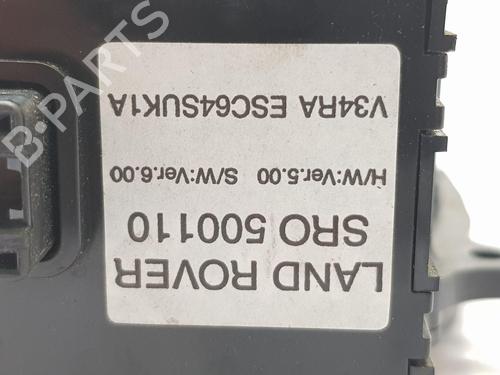 LAND ROVER
SRO 500110
H/W:Ver.5.00 S/W:Ver.6.00
V34RA ESC64SUK1A
B-PARTS